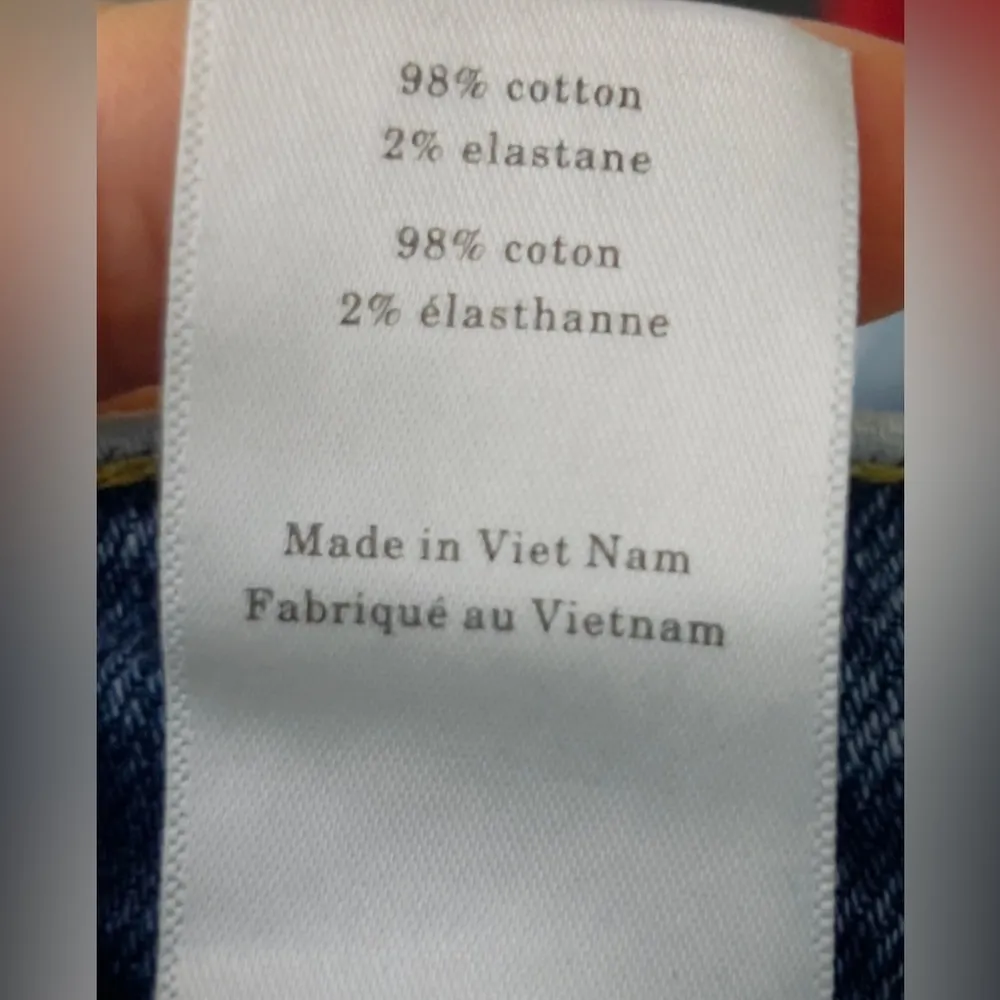 98% cotton
2% elastane
98% coton
2% élasthanne
Made in Viet Nam
Fabriqué au Vietnam